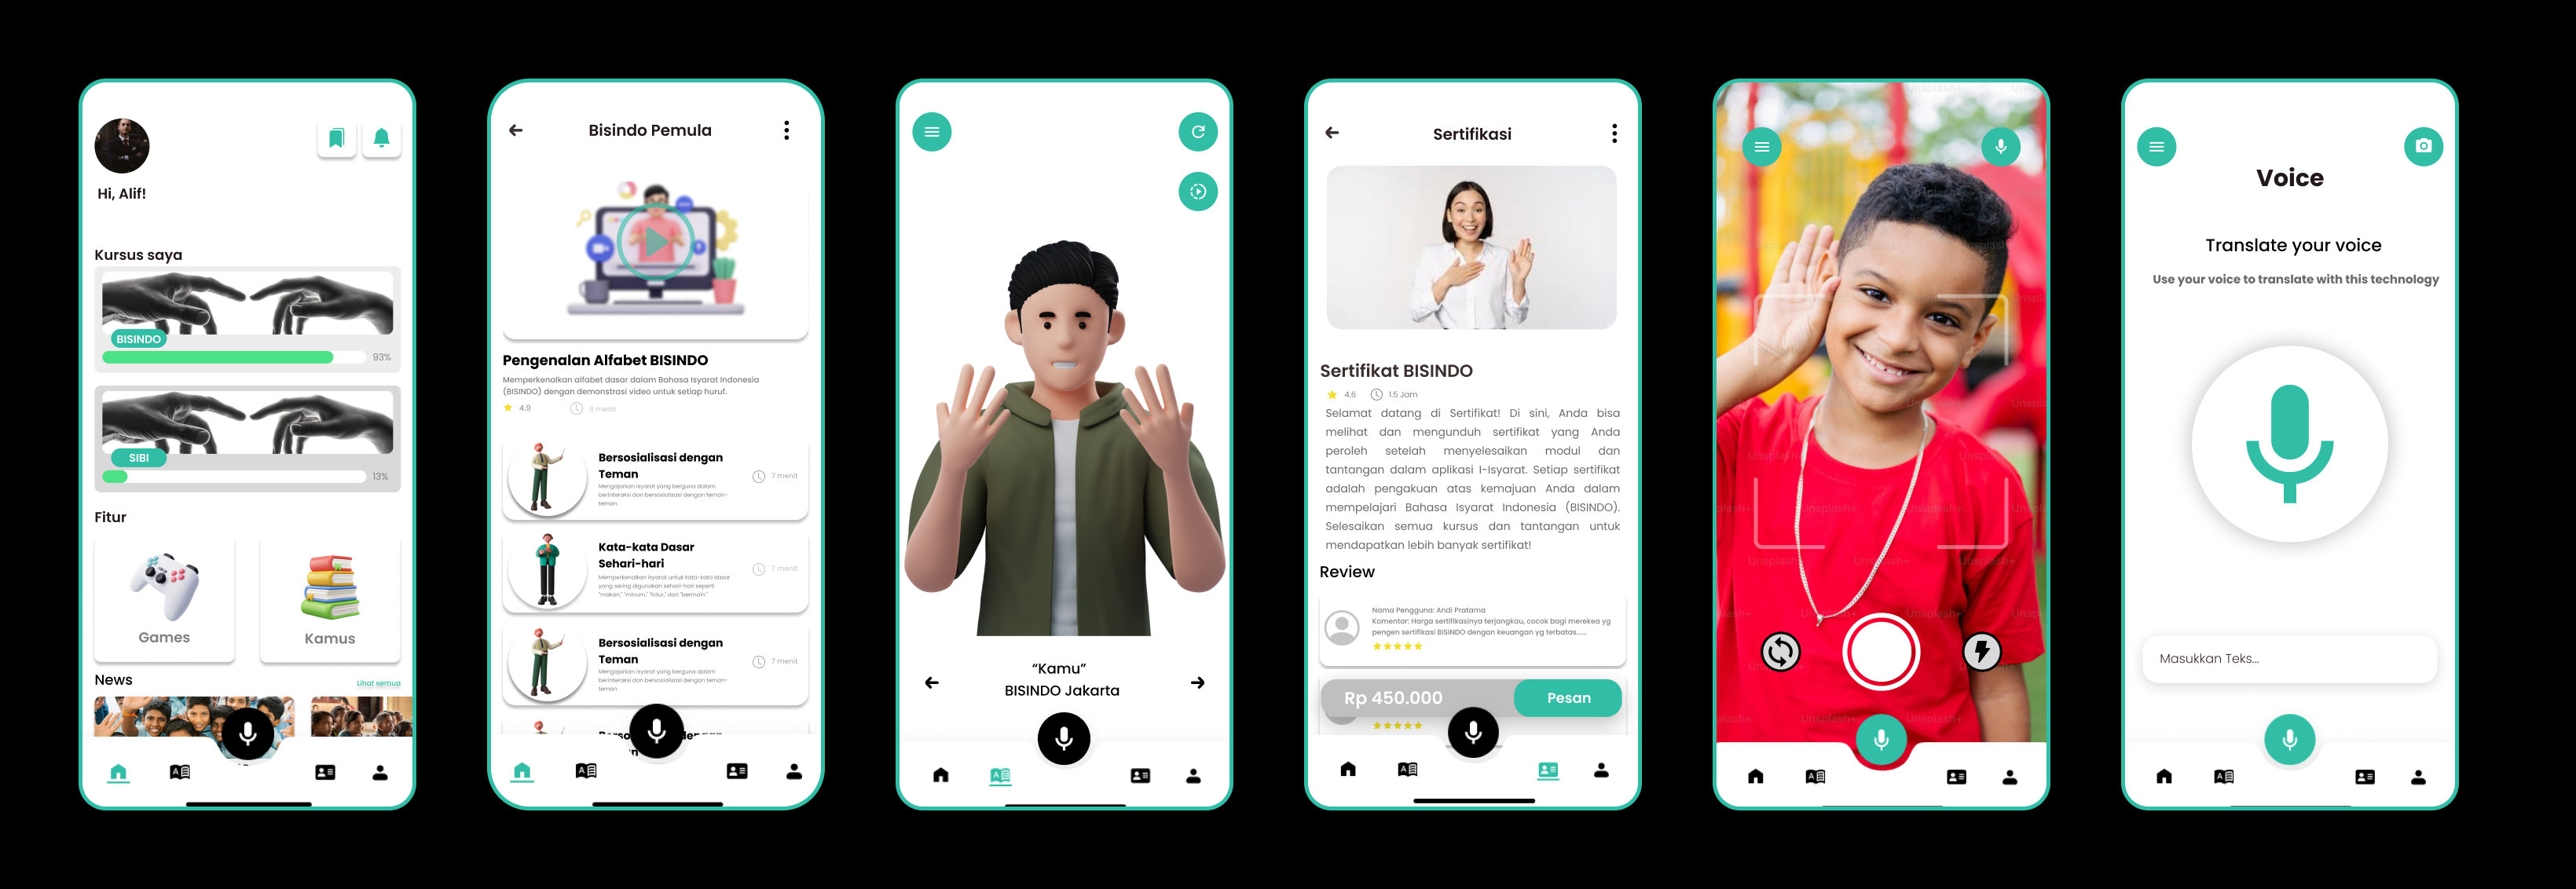 Hi, Alif!
Kursus saya
BISINDO
93%
SIBI
13%
Fitur
Games
Kamus
News
Lihat semua
Bisindo Pemula
Pengenalan Alfabet BISINDO
Memperkenalkan alfabet dasar dalam Bahasa Isyarat Indonesia
(BISINDO) dengan demonstrasi video untuk setiap huruf.
4.9
8 menit
Bersosialisasi dengan
Teman
Mengajarkan isyarat yang berguna dalam
berinteraksi dan bersosialisasi dengan teman-
teman.
7 menit
Kata-kata Dasar
Sehari-hari
Memperkenalkan isyarat untuk kata-kata dasar
yang sering digunakan sehari-hari seperti
"makan," "minum," "tidur," dan "bermain."
7 menit
Bersosialisasi dengan
Teman
Mengajarkan isyarat yang berguna dalam
berinteraksi dan bersosialisasi dengan teman-
teman.
7 menit
“Kamu”
BISINDO Jakarta
Sertifikasi
Sertifikat BISINDO
4.6
1.5 Jam
Selamat datang di Sertifikat! Di sini, Anda bisa
melihat dan mengunduh sertifikat yang Anda
peroleh setelah menyelesaikan modul dan
tantangan dalam aplikasi I-Isyarat. Setiap sertifikat
adalah pengakuan atas kemajuan Anda dalam
mempelajari Bahasa Isyarat Indonesia (BISINDO).
Selesaikan semua kursus dan tantangan untuk
mendapatkan lebih banyak sertifikat!
Review
Nama Pengguna: Andi Pratama
Komentar: Harga sertifikasinya terjangkau, cocok bagi merekea yg
pengen sertifikasi BISINDO dengan keuangan yg terbatas......
Rp 450.000
Pesan
Unsplash+
Unsplash+
Unsplash+
Unsplash+
Unsplash+
Unsplash+
Unsplash+
Unsplash+
Voice
Translate your voice
Use your voice to translate with this technology
Masukkan Teks...